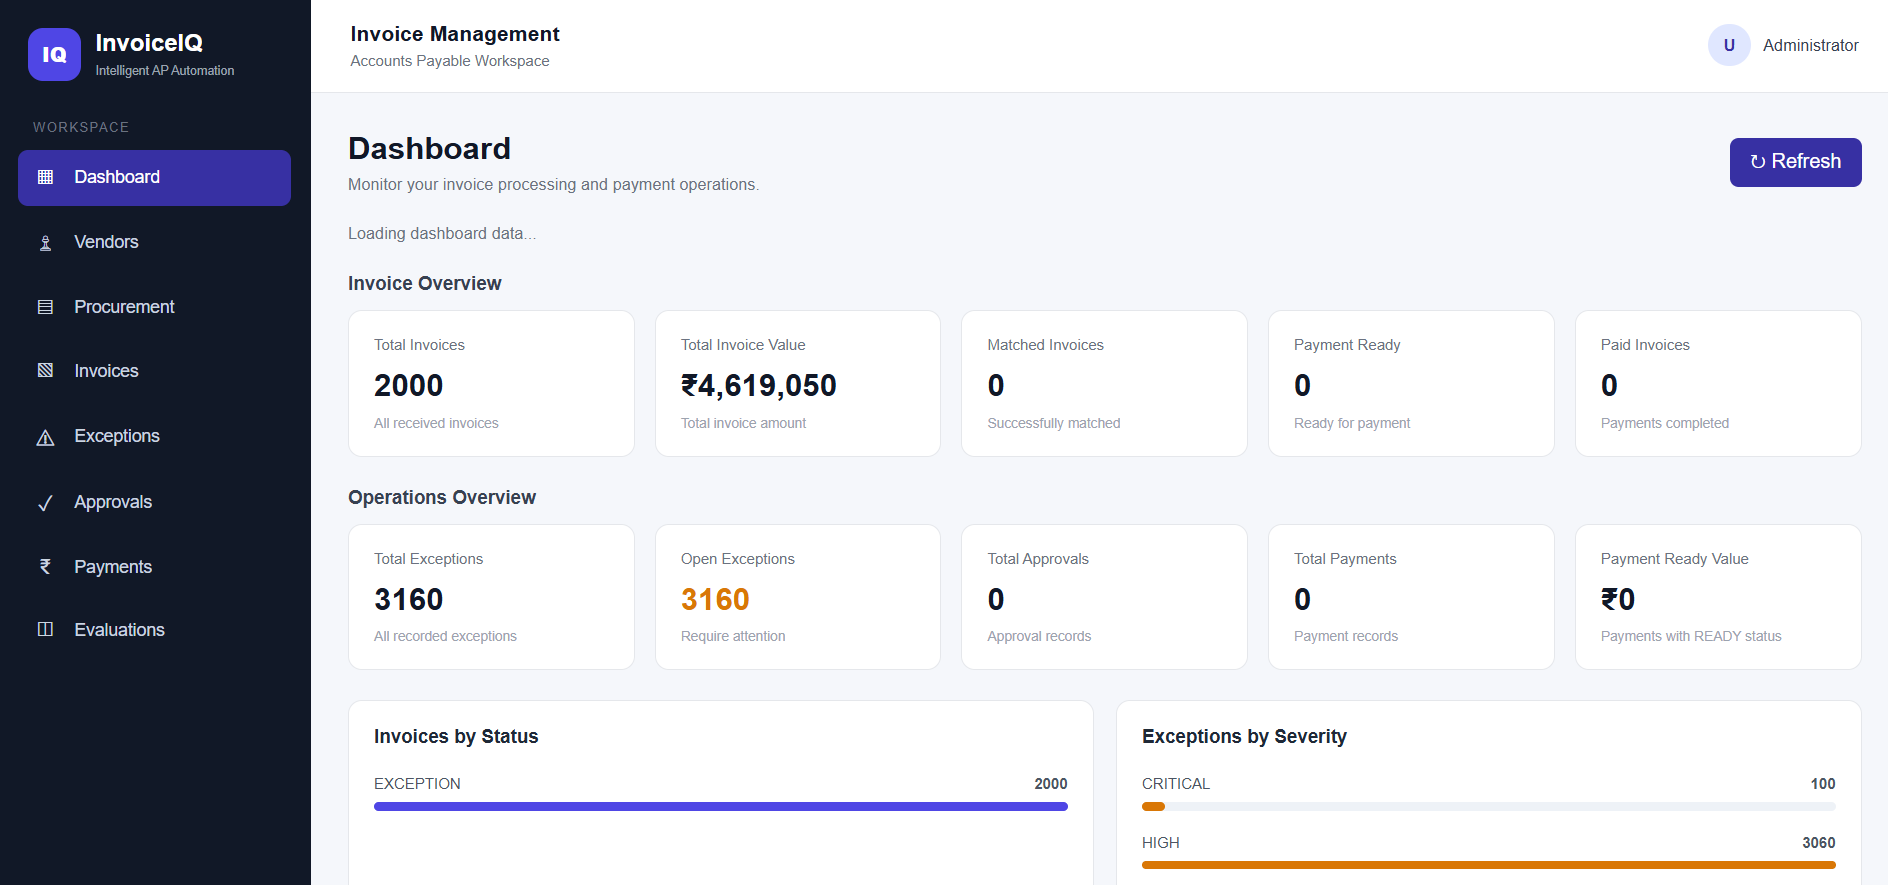 IQ
InvoiceIQ
Intelligent AP Automation
WORKSPACE
Dashboard
Vendors
Procurement
Invoices
Exceptions
Approvals
₹ Payments
Evaluations
Invoice Management
Accounts Payable Workspace
U Administrator
Dashboard
Monitor your invoice processing and payment operations.
↻ Refresh
Loading dashboard data...
Invoice Overview
Total Invoices
2000
All received invoices
Total Invoice Value
₹4,619,050
Total invoice amount
Matched Invoices
0
Successfully matched
Payment Ready
0
Ready for payment
Paid Invoices
0
Payments completed
Operations Overview
Total Exceptions
3160
All recorded exceptions
Open Exceptions
3160
Require attention
Total Approvals
0
Approval records
Total Payments
0
Payment records
Payment Ready Value
₹0
Payments with READY status
Invoices by Status
EXCEPTION 2000
Exceptions by Severity
CRITICAL 100
HIGH 3060